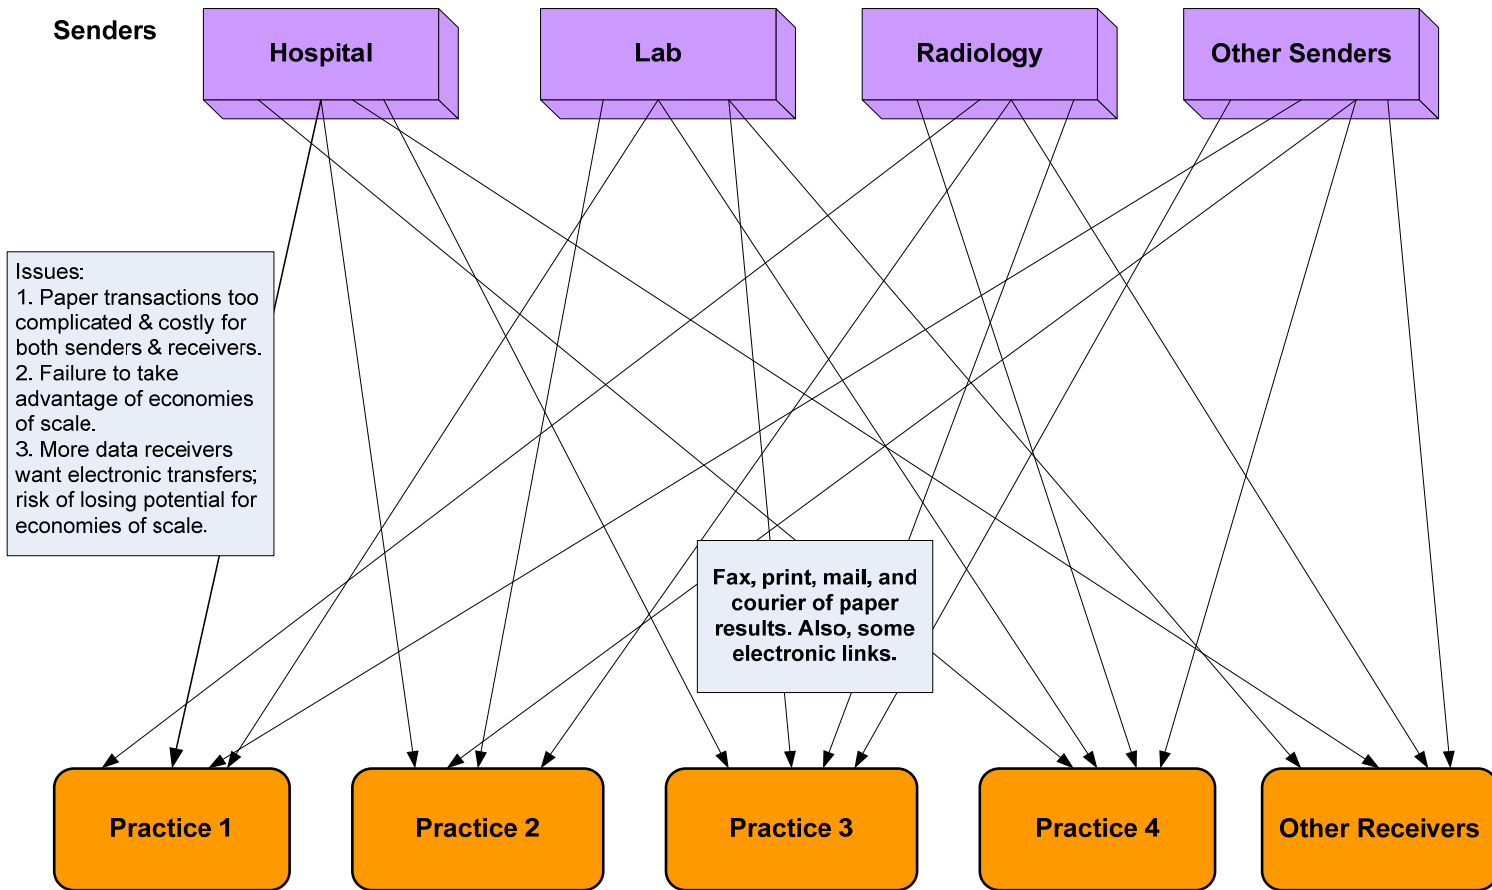 Senders
Hospital
Lab
Radiology
Other Senders
Issues:
1. Paper transactions too
complicated & costly for
both senders & receivers.
2. Failure to take
advantage of economies
of scale.
3. More data receivers
want electronic transfers;
risk of losing potential for
economies of scale.
Fax, print, mail, and
courier of paper
results. Also, some
electronic links.
Practice 1
Practice 2
Practice 3
Practice 4
Other Receivers